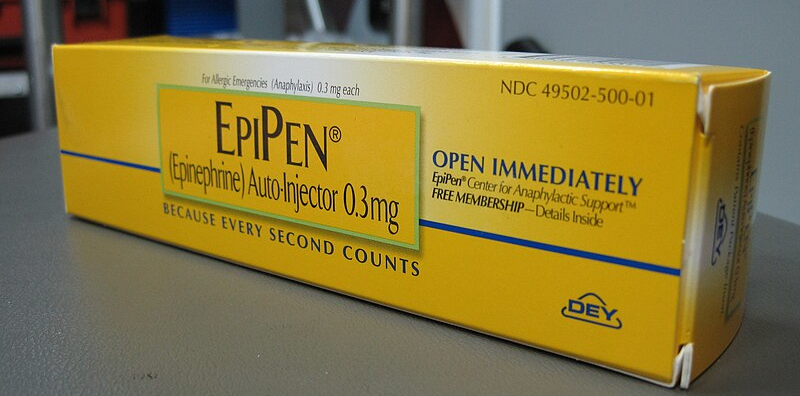 For Allergic Emergencies (Anaphylaxis) 0.3 mg each
EPIPEN®
(Epinephrine) Auto-Injector 0.3mg
BECAUSE EVERY SECOND COUNTS
NDC 49502-500-01
OPEN IMMEDIATELY
EpiPen® Center for Anaphylactic Support™
FREE MEMBERSHIP—Details Inside
DEY
DEY